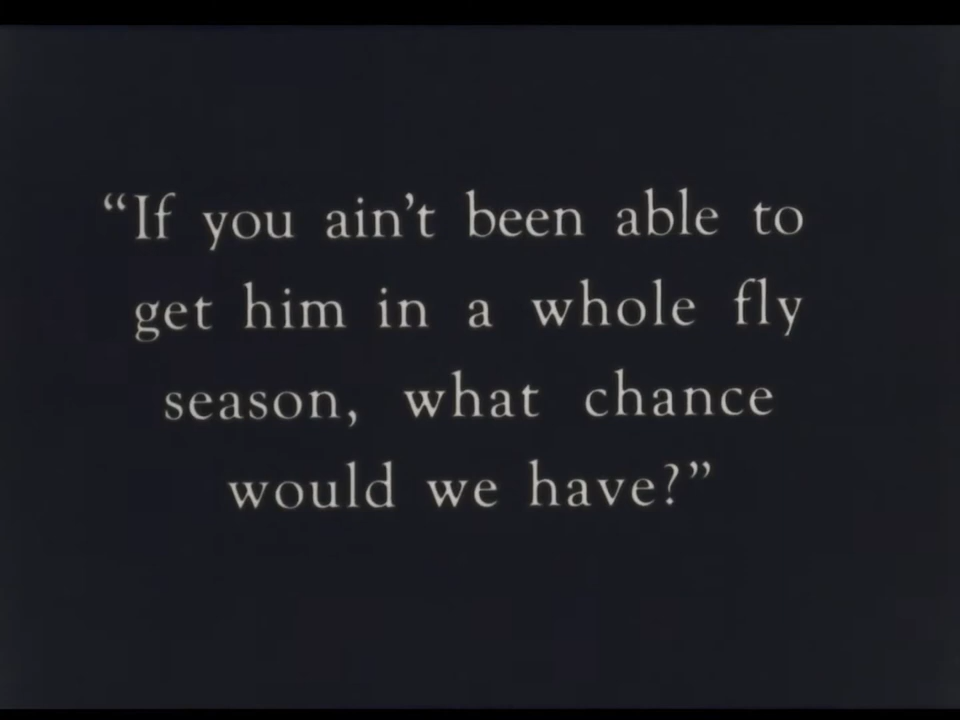 “If you ain’t been able to
get him in a whole fly
season, what chance
would we have?”